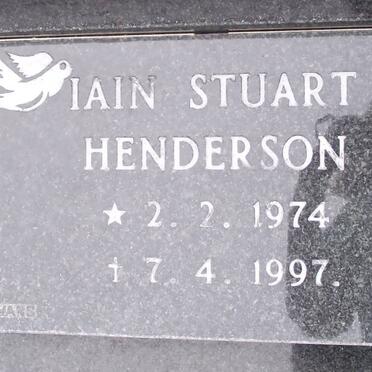 IAIN STUART
HENDERSON
★ 2. 2. 1974
† 7. 4. 1997.